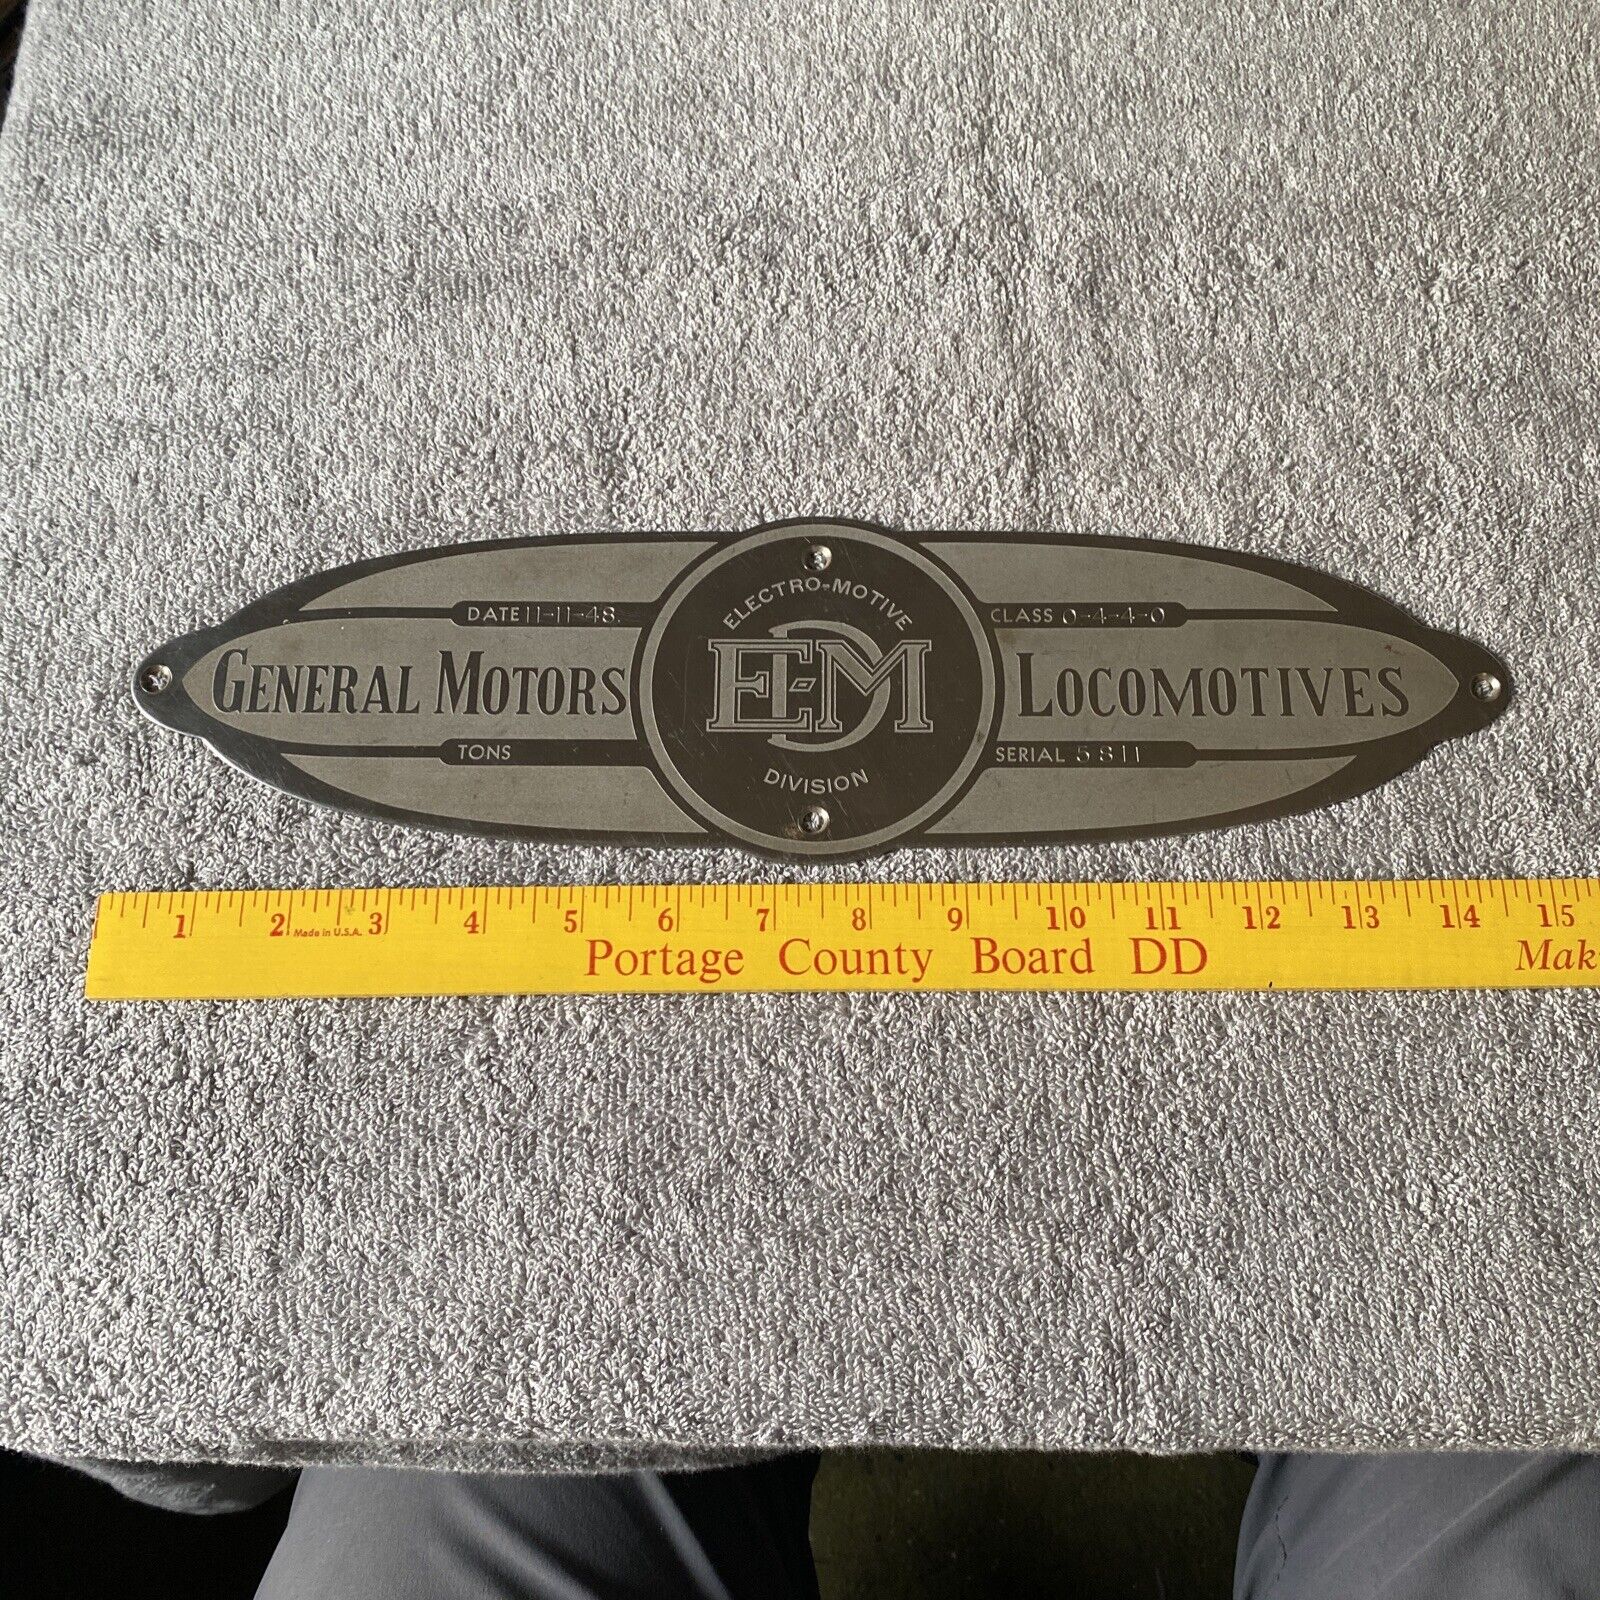 ELECTRO-MOTIVE
DATE 11-11-48. CLASS 0-4-4-0
GENERAL MOTORS E-M D LOCOMOTIVES
TONS SERIAL 5811
DIVISION
1 2 3 4 5 6 7 8 9 10 11 12 13 14 15
Made in U.S.A.
Portage County Board DD Mak